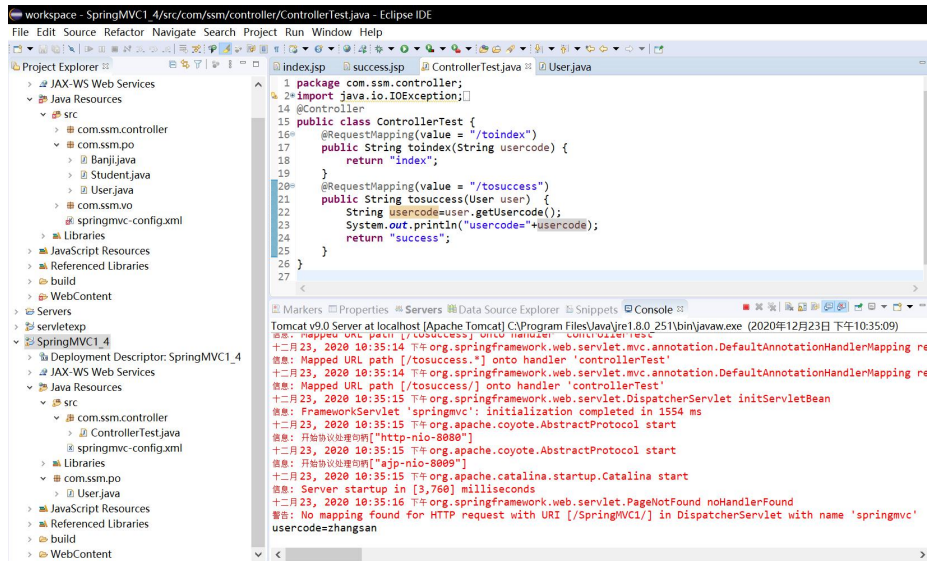 workspace - SpringMVC1_4/src/com/ssm/controller/ControllerTest.java - Eclipse IDE
File Edit Source Refactor Navigate Search Project Run Window Help
Project Explorer
JAX-WS Web Services
Java Resources
src
com.ssm.controller
com.ssm.po
Banji.java
Student.java
User.java
com.ssm.vo
springmvc-config.xml
Libraries
JavaScript Resources
Referenced Libraries
build
WebContent
Servers
servletexp
SpringMVC1_4
Deployment Descriptor: SpringMVC1_4
JAX-WS Web Services
Java Resources
src
com.ssm.controller
ControllerTest.java
springmvc-config.xml
Libraries
com.ssm.po
User.java
JavaScript Resources
Referenced Libraries
build
WebContent
index.jsp success.jsp ControllerTest.java User.java
1 package com.ssm.controller;
2 import java.io.IOException;
14 @Controller
15 public class ControllerTest {
16 @RequestMapping(value = "/toindex")
17 public String toindex(String usercode) {
18 return "index";
19 }
20 @RequestMapping(value = "/tosuccess")
21 public String tosuccess(User user) {
22 String usercode=user.getUsercode();
23 System.out.println("usercode="+usercode);
24 return "success";
25 }
26 }
27
Markers Properties Servers Data Source Explorer Snippets Console
Tomcat v9.0 Server at localhost [Apache Tomcat] C:\Program Files\Java\jre1.8.0_251\bin\javaw.exe (2020年12月23日 下午10:35:09)
信息: Mapped URL path [/tosuccess] onto handler 'controllerTest'
十二月 23, 2020 10:35:14 下午 org.springframework.web.servlet.mvc.annotation.DefaultAnnotationHandlerMapping re
信息: Mapped URL path [/tosuccess.*] onto handler 'controllerTest'
十二月 23, 2020 10:35:14 下午 org.springframework.web.servlet.mvc.annotation.DefaultAnnotationHandlerMapping re
信息: Mapped URL path [/tosuccess/] onto handler 'controllerTest'
十二月 23, 2020 10:35:15 下午 org.springframework.web.servlet.DispatcherServlet initServletBean
信息: FrameworkServlet 'springmvc': initialization completed in 1554 ms
十二月 23, 2020 10:35:15 下午 org.apache.coyote.AbstractProtocol start
信息: 开始协议处理句柄["http-nio-8080"]
十二月 23, 2020 10:35:15 下午 org.apache.coyote.AbstractProtocol start
信息: 开始协议处理句柄["ajp-nio-8009"]
十二月 23, 2020 10:35:15 下午 org.apache.catalina.startup.Catalina start
信息: Server startup in [3,760] milliseconds
十二月 23, 2020 10:35:16 下午 org.springframework.web.servlet.PageNotFound noHandlerFound
警告: No mapping found for HTTP request with URI [/SpringMVC1/] in DispatcherServlet with name 'springmvc'
usercode=zhangsan